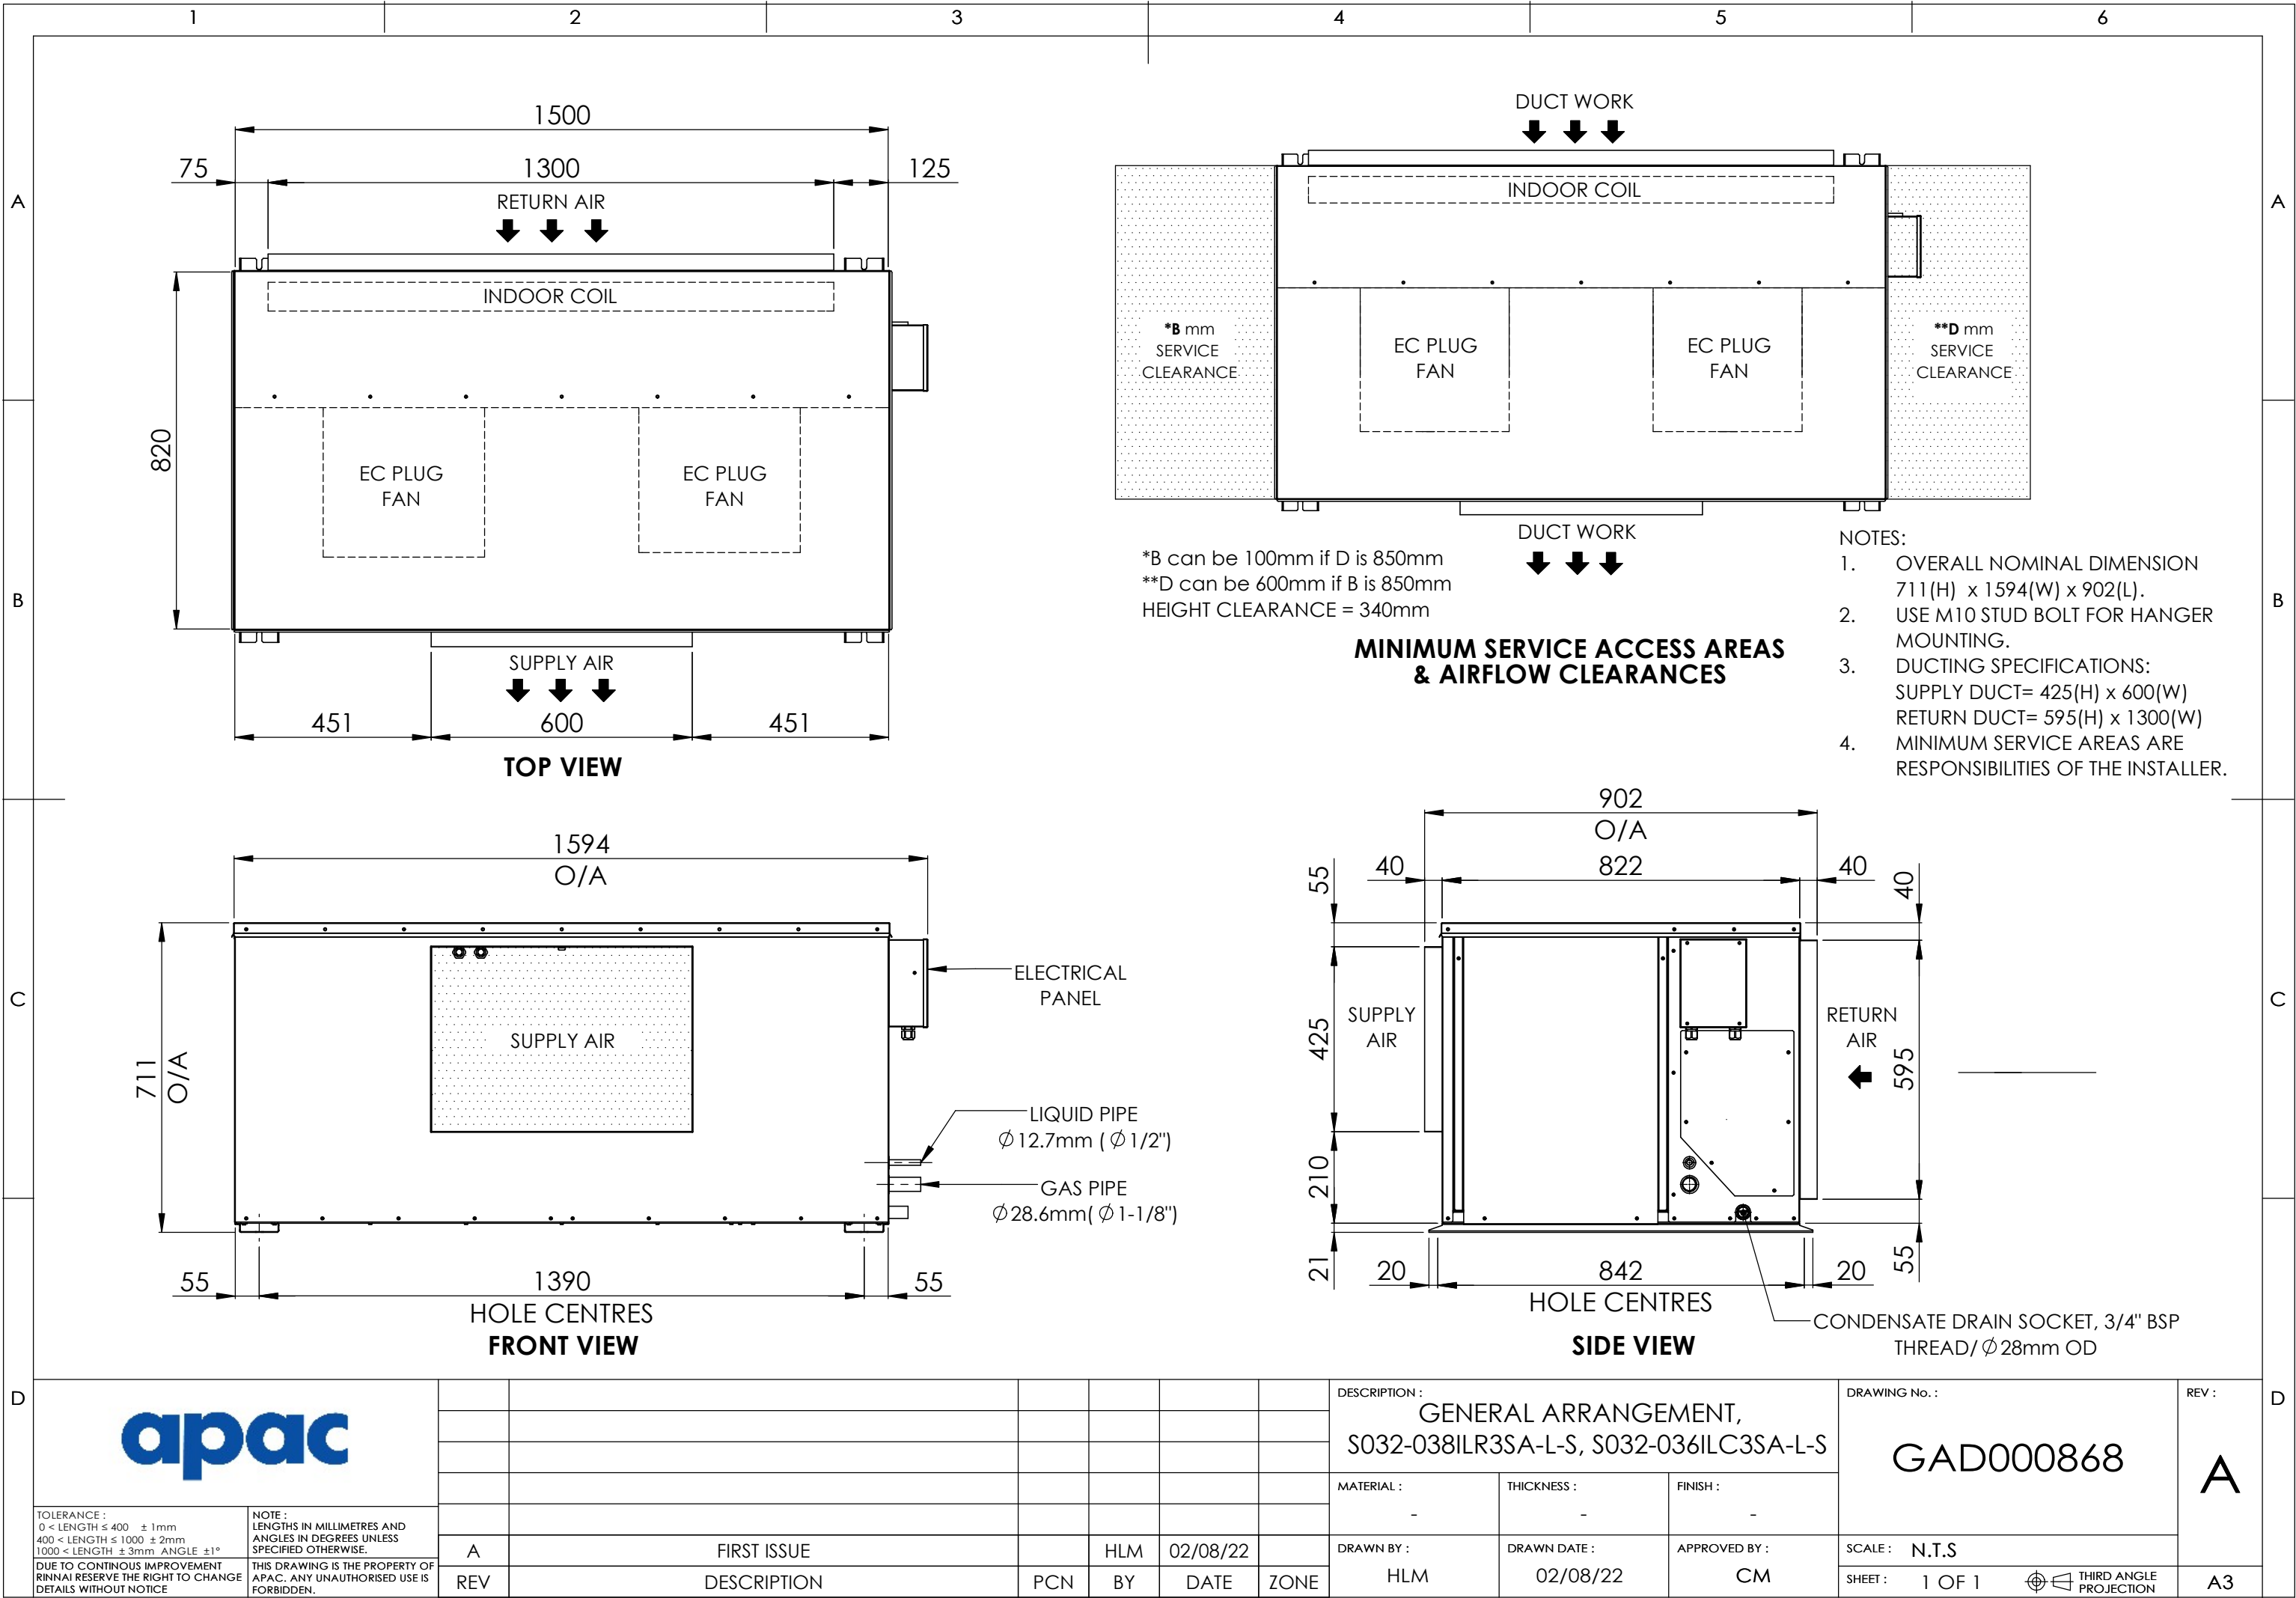 1 2 3 4 5 6
A
B
C
D
A
B
C
D
1500
75 1300 125
RETURN AIR
INDOOR COIL
820
EC PLUG
FAN
EC PLUG
FAN
SUPPLY AIR
451 600 451
TOP VIEW
DUCT WORK
INDOOR COIL
*B mm
SERVICE
CLEARANCE
EC PLUG
FAN
EC PLUG
FAN
**D mm
SERVICE
CLEARANCE
DUCT WORK
*B can be 100mm if D is 850mm
**D can be 600mm if B is 850mm
HEIGHT CLEARANCE = 340mm
MINIMUM SERVICE ACCESS AREAS
& AIRFLOW CLEARANCES
NOTES:
1. OVERALL NOMINAL DIMENSION
711(H) x 1594(W) x 902(L).
2. USE M10 STUD BOLT FOR HANGER
MOUNTING.
3. DUCTING SPECIFICATIONS:
SUPPLY DUCT= 425(H) x 600(W)
RETURN DUCT= 595(H) x 1300(W)
4. MINIMUM SERVICE AREAS ARE
RESPONSIBILITIES OF THE INSTALLER.
1594
O/A
711
O/A
SUPPLY AIR
ELECTRICAL
PANEL
LIQUID PIPE
∅12.7mm ( ∅1/2")
GAS PIPE
∅28.6mm( ∅1-1/8")
55 1390 55
HOLE CENTRES
FRONT VIEW
902
O/A
40 822 40
55
425
210
21
40
595
55
SUPPLY
AIR
RETURN
AIR
20 842 20
HOLE CENTRES
SIDE VIEW
CONDENSATE DRAIN SOCKET, 3/4" BSP
THREAD/ ∅28mm OD
apac
TOLERANCE :
0 < LENGTH ≤ 400 ± 1mm
400 < LENGTH ≤ 1000 ± 2mm
1000 < LENGTH ± 3mm ANGLE ±1°
DUE TO CONTINOUS IMPROVEMENT
RINNAI RESERVE THE RIGHT TO CHANGE
DETAILS WITHOUT NOTICE
NOTE :
LENGTHS IN MILLIMETRES AND
ANGLES IN DEGREES UNLESS
SPECIFIED OTHERWISE.
THIS DRAWING IS THE PROPERTY OF
APAC. ANY UNAUTHORISED USE IS
FORBIDDEN.
A FIRST ISSUE HLM 02/08/22
REV DESCRIPTION PCN BY DATE ZONE
DESCRIPTION :
GENERAL ARRANGEMENT,
S032-038ILR3SA-L-S, S032-036ILC3SA-L-S
MATERIAL :
-
THICKNESS :
-
FINISH :
-
DRAWN BY :
HLM
DRAWN DATE :
02/08/22
APPROVED BY :
CM
DRAWING No. :
GAD000868
REV :
A
SCALE : N.T.S
SHEET : 1 OF 1
THIRD ANGLE
PROJECTION
A3